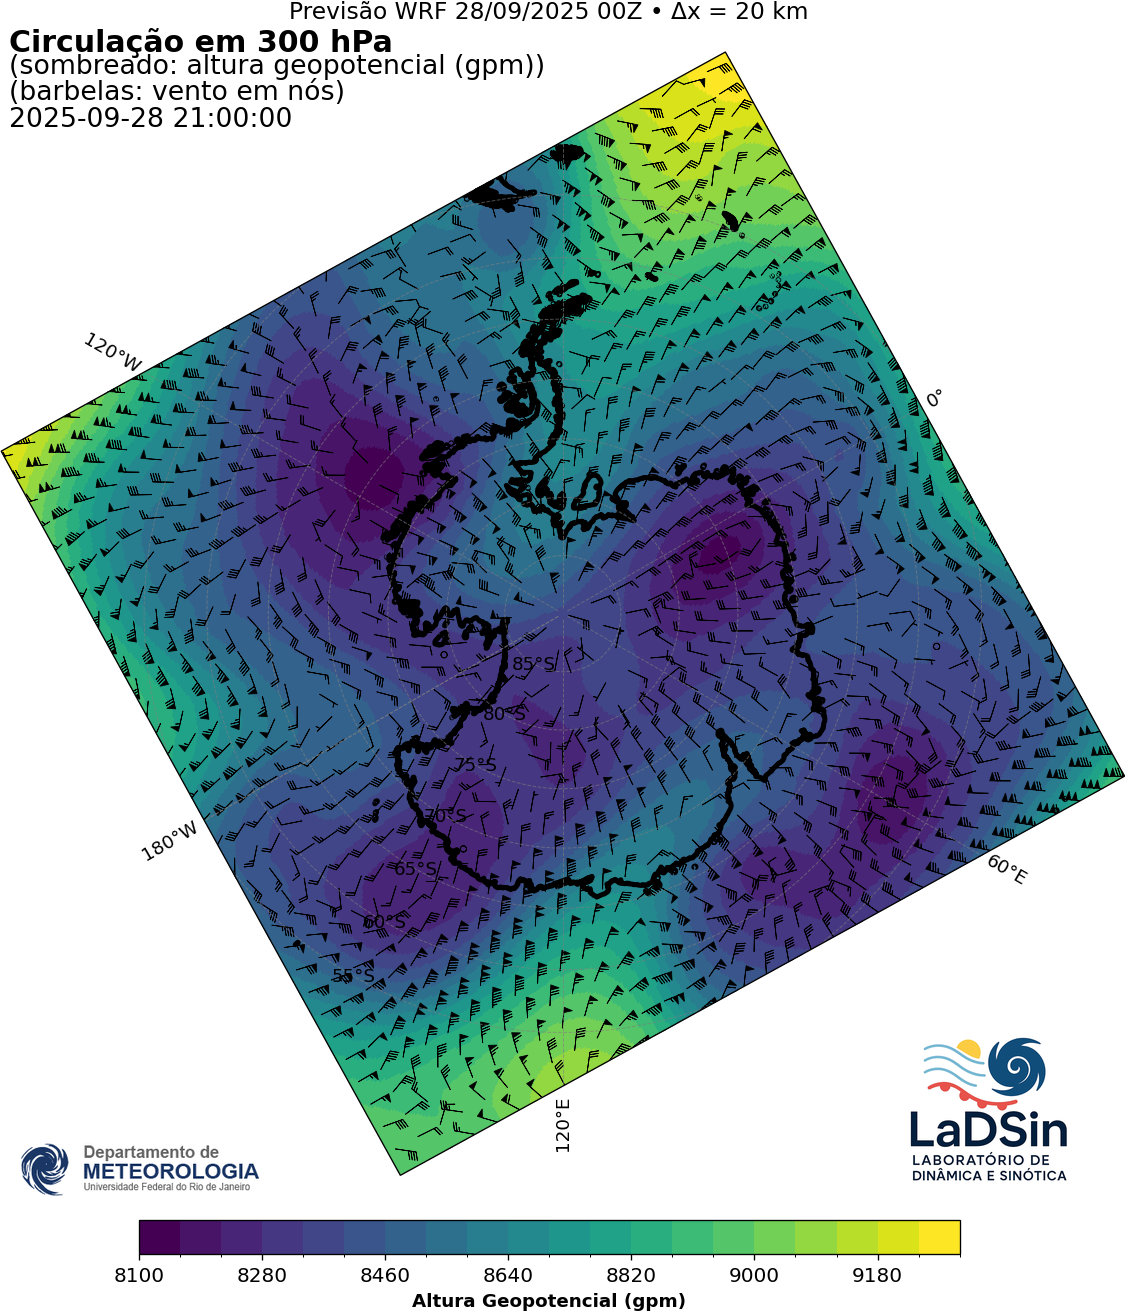 Previsão WRF 28/09/2025 00Z • Δx = 20 km
Circulação em 300 hPa
(sombreado: altura geopotencial (gpm))
(barbelas: vento em nós)
2025-09-28 21:00:00
120°W
0°
85°S
80°S
75°S
70°S
65°S
60°S
55°S
180°W
60°E
120°E
LaDSin
LABORATÓRIO DE
DINÂMICA E SINÓTICA
Departamento de
METEOROLOGIA
Universidade Federal do Rio de Janeiro
8100 8280 8460 8640 8820 9000 9180
Altura Geopotencial (gpm)